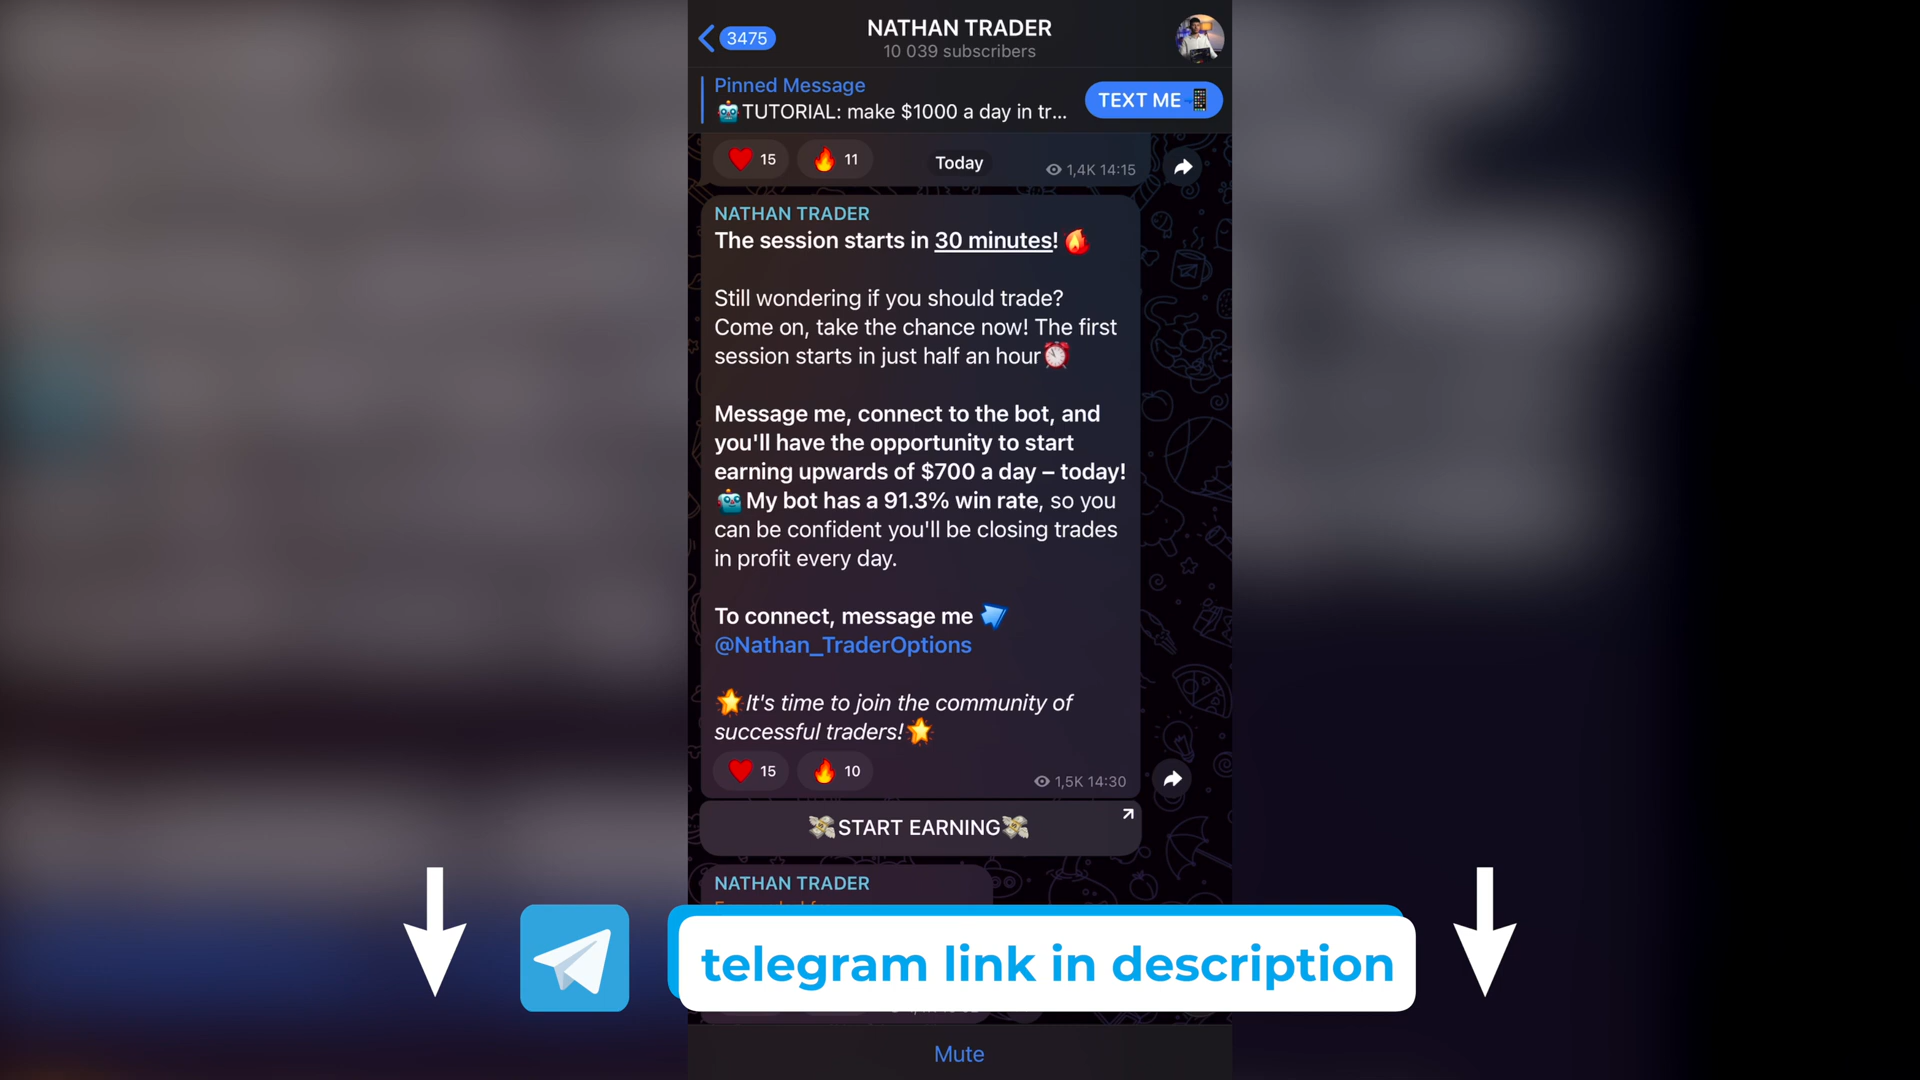 3475
NATHAN TRADER
10 039 subscribers
Pinned Message
🤖TUTORIAL: make $1000 a day in tr...
TEXT ME 📱
❤️ 15 🔥 11
Today
1,4K 14:15
NATHAN TRADER
The session starts in 30 minutes! 🔥
Still wondering if you should trade?
Come on, take the chance now! The first
session starts in just half an hour⏰
Message me, connect to the bot, and
you'll have the opportunity to start
earning upwards of $700 a day – today!
🤖My bot has a 91.3% win rate, so you
can be confident you'll be closing trades
in profit every day.
To connect, message me
@Nathan_TraderOptions
⭐It's time to join the community of
successful traders!⭐
❤️ 15 🔥 10
1,5K 14:30
💸START EARNING💸
NATHAN TRADER
telegram link in description
Mute